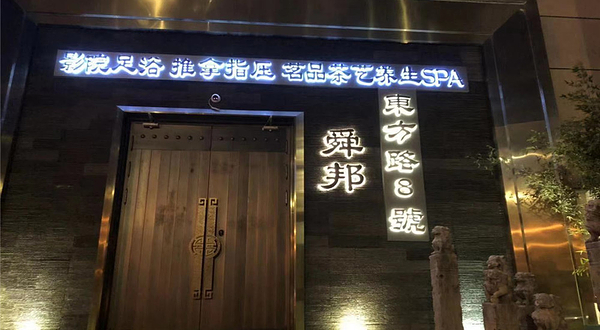 影院足浴 推拿指压 茗品茶艺养生SPA
東方路8號
舜邦